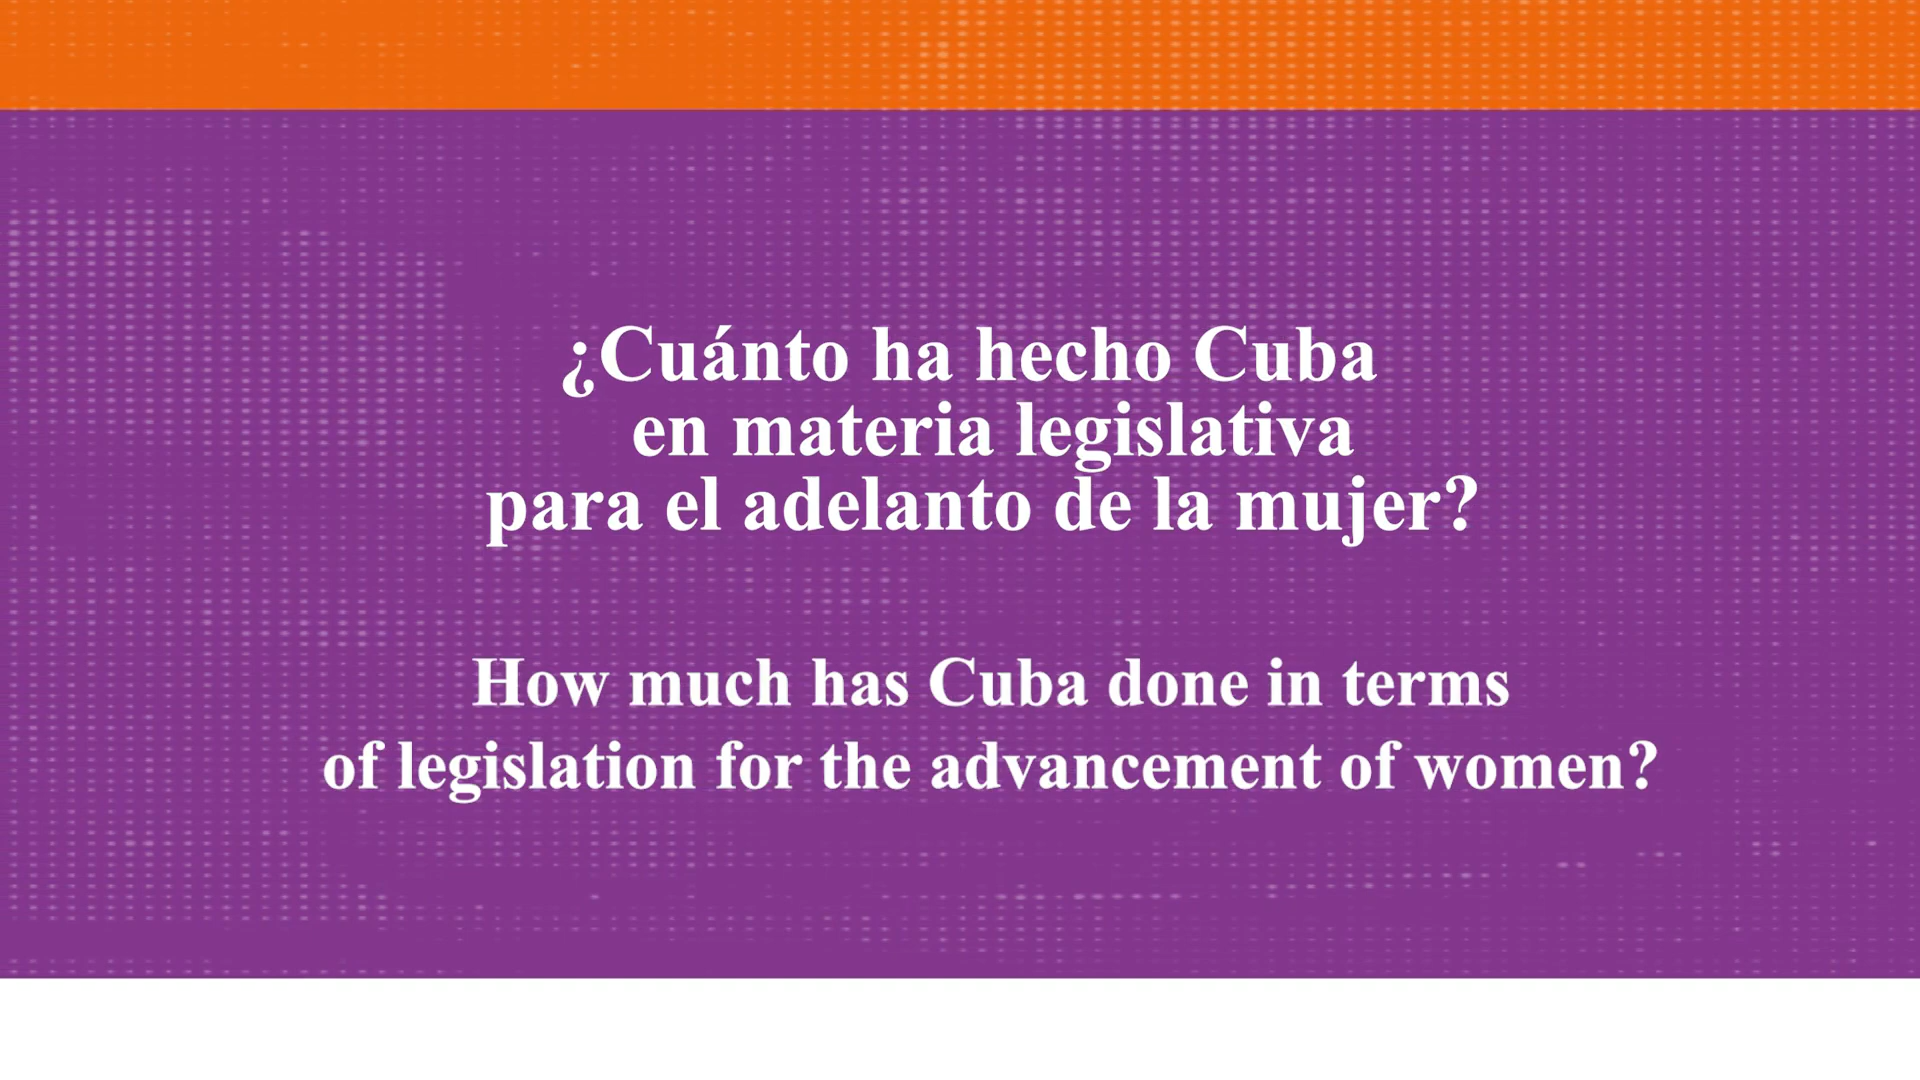 ¿Cuánto ha hecho Cuba
en materia legislativa
para el adelanto de la mujer?
How much has Cuba done in terms
of legislation for the advancement of women?